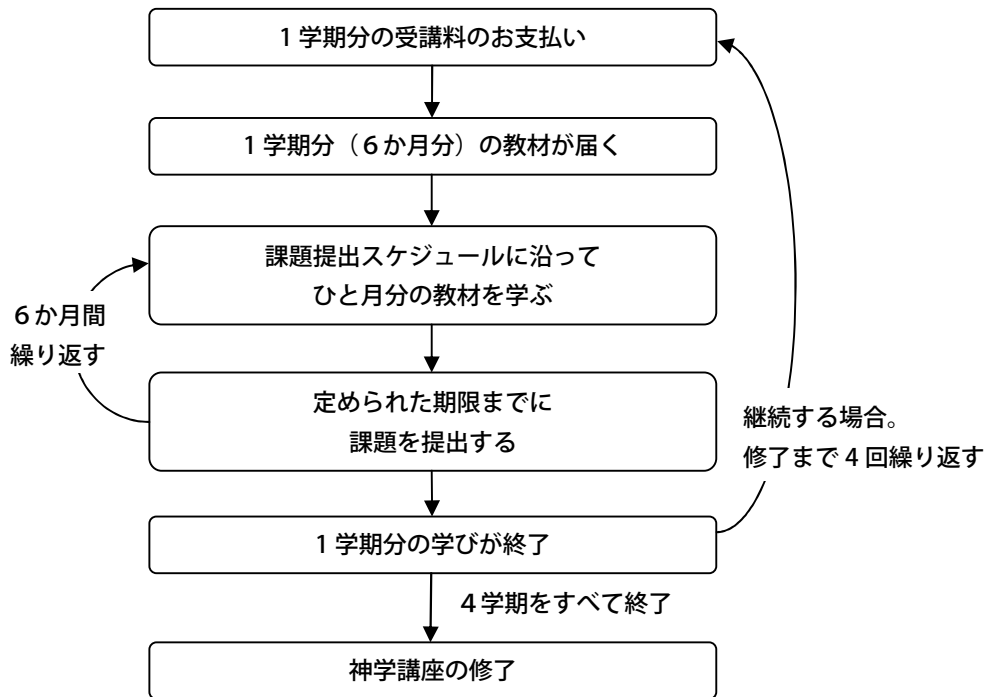 1 学期分の受講料のお支払い
1 学期分（６か月分）の教材が届く
課題提出スケジュールに沿って
ひと月分の教材を学ぶ
６か月間
繰り返す
定められた期限までに
課題を提出する
継続する場合。
修了まで 4 回繰り返す
1 学期分の学びが終了
４学期をすべて終了
神学講座の修了